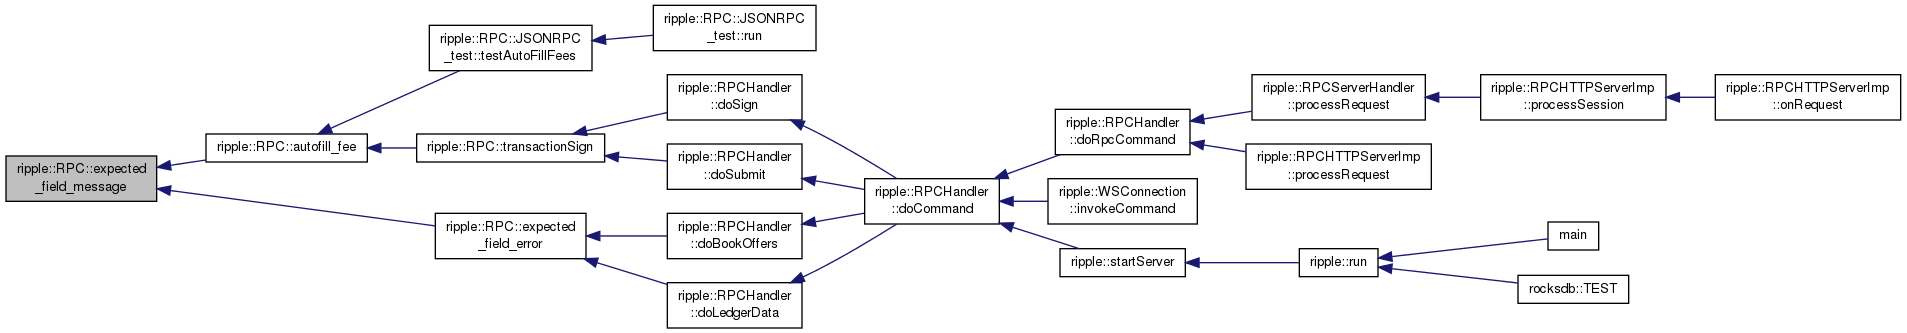 ripple::RPC::expected
_field_message
ripple::RPC::autofill_fee
ripple::RPC::JSONRPC
_test::testAutoFillFees
ripple::RPC::JSONRPC
_test::run
ripple::RPC::transactionSign
ripple::RPCHandler
::doSign
ripple::RPCHandler
::doSubmit
ripple::RPC::expected
_field_error
ripple::RPCHandler
::doBookOffers
ripple::RPCHandler
::doLedgerData
ripple::RPCHandler
::doCommand
ripple::RPCHandler
::doRpcCommand
ripple::RPCServerHandler
::processRequest
ripple::RPCHTTPServerImp
::processSession
ripple::RPCHTTPServerImp
::onRequest
ripple::RPCHTTPServerImp
::processRequest
ripple::WSConnection
::invokeCommand
ripple::startServer
ripple::run
main
rocksdb::TEST